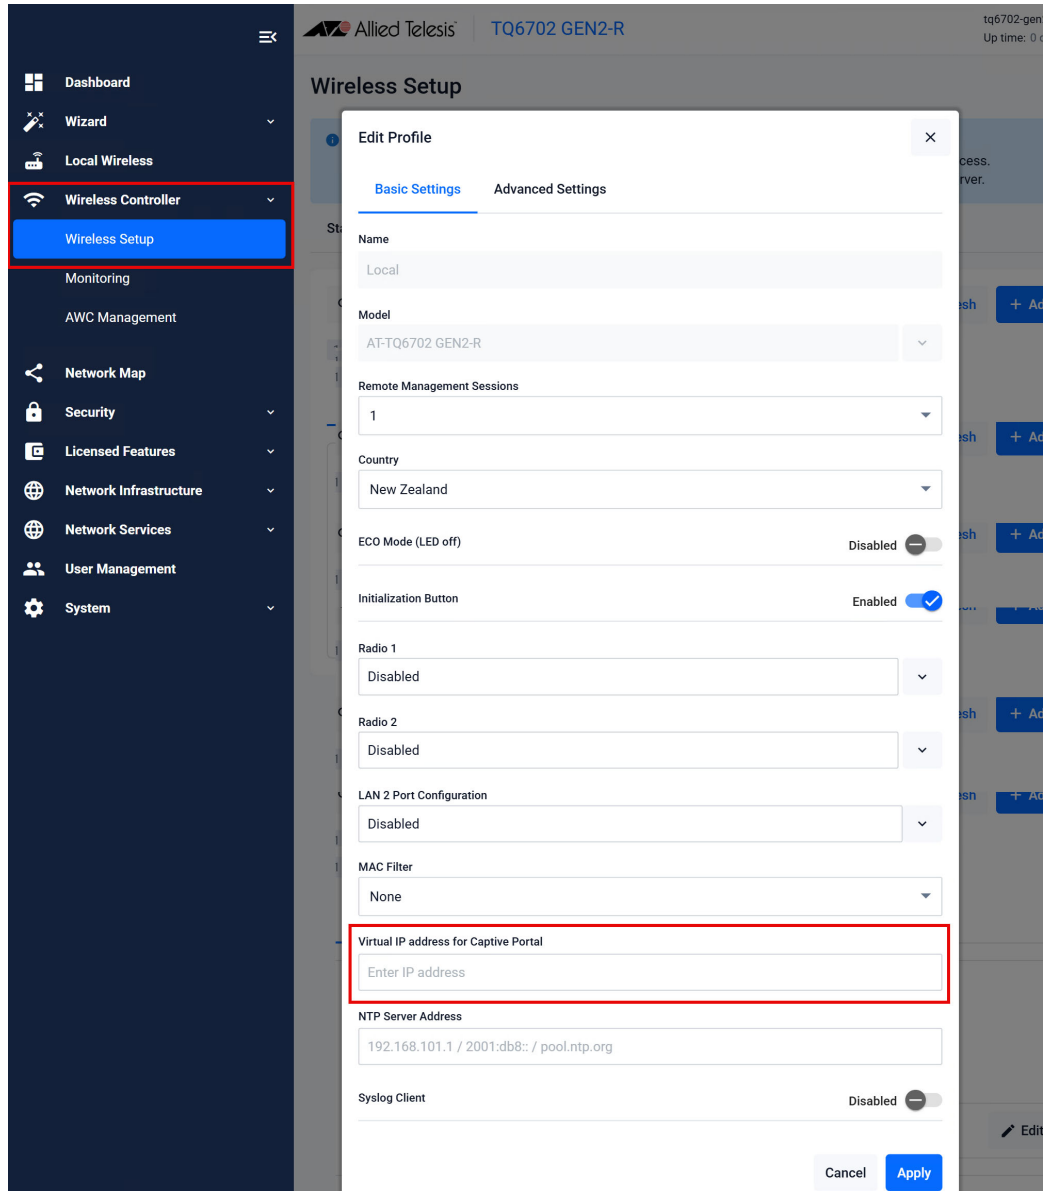 Allied Telesis
TQ6702 GEN2-R
tq6702-gen
Up time: 0
Dashboard
Wizard
Local Wireless
Wireless Controller
Wireless Setup
Monitoring
AWC Management
Network Map
Security
Licensed Features
Network Infrastructure
Network Services
User Management
System
Wireless Setup
cess.
rver.
Edit Profile
Basic Settings
Advanced Settings
Name
Local
Model
AT-TQ6702 GEN2-R
Remote Management Sessions
1
Country
New Zealand
ECO Mode (LED off)
Disabled
Initialization Button
Enabled
Radio 1
Disabled
Radio 2
Disabled
LAN 2 Port Configuration
Disabled
MAC Filter
None
Virtual IP address for Captive Portal
Enter IP address
NTP Server Address
192.168.101.1 / 2001:db8:: / pool.ntp.org
Syslog Client
Disabled
Edit
Cancel
Apply